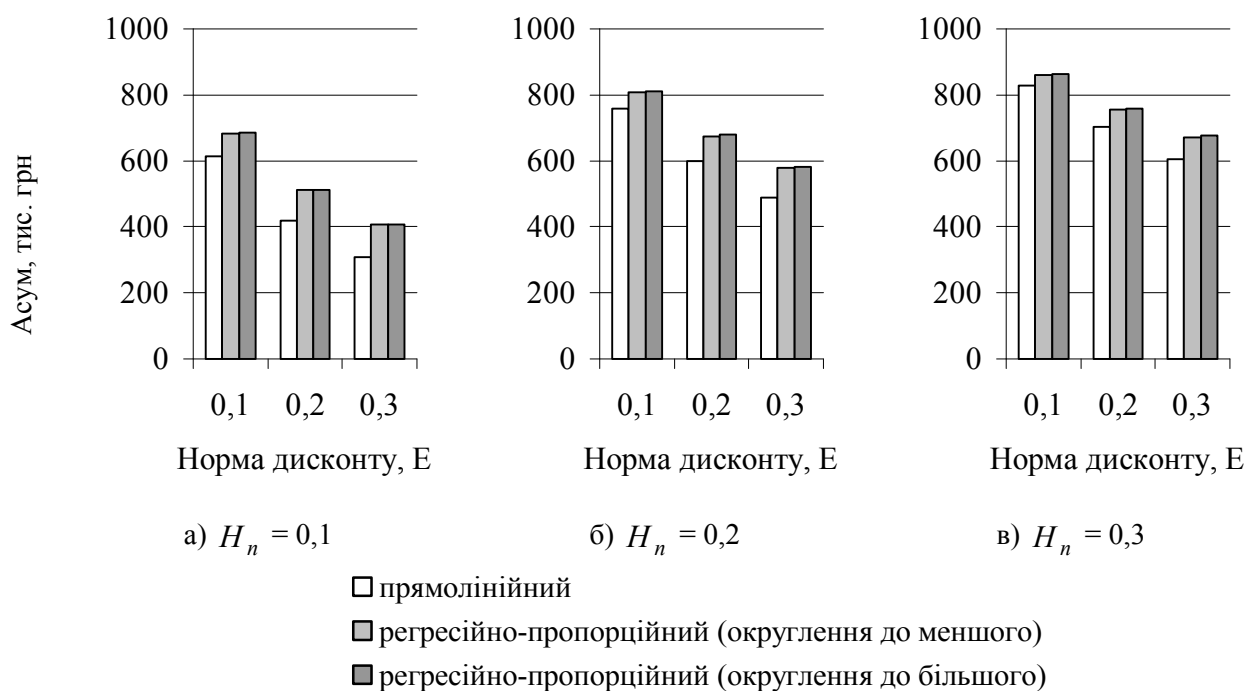 Асум, тис. грн
1000
800
600
400
200
0
0,1 0,2 0,3
Норма дисконту, Е
а) H_n = 0,1
1000
800
600
400
200
0
0,1 0,2 0,3
Норма дисконту, Е
б) H_n = 0,2
1000
800
600
400
200
0
0,1 0,2 0,3
Норма дисконту, Е
в) H_n = 0,3
прямолінійний
регресійно-пропорційний (округлення до меншого)
регресійно-пропорційний (округлення до більшого)